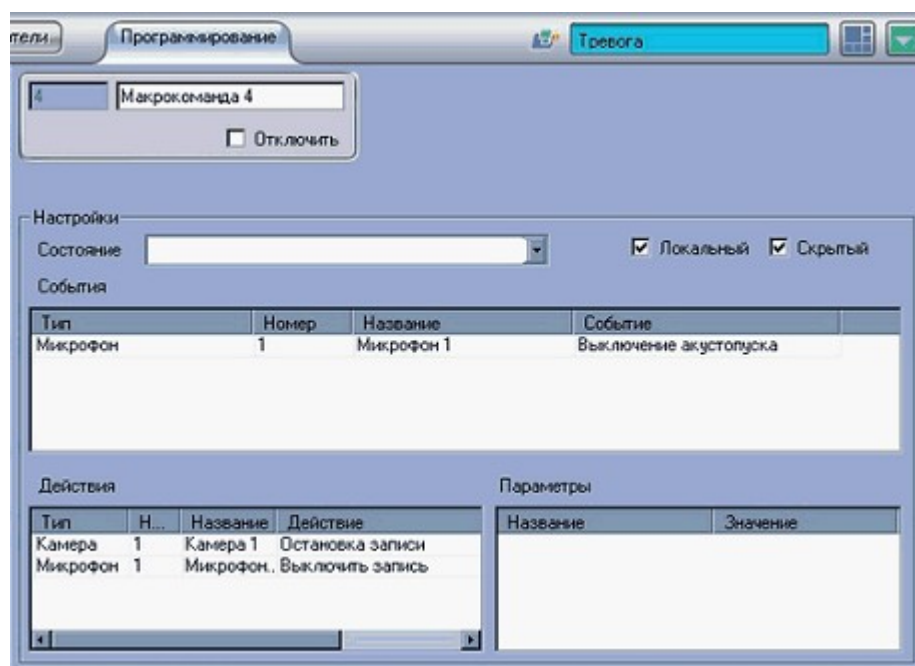 тели... Программирование Тревога
4 Макрокоманда 4
Отключить
Настройки
Состояние Локальный Скрытый
События
Тип Номер Название Событие
Микрофон 1 Микрофон 1 Выключение акустопуска
Действия Параметры
Тип Н... Название Действие Название Значение
Камера 1 Камера 1 Остановка записи
Микрофон 1 Микрофон.. Выключить запись